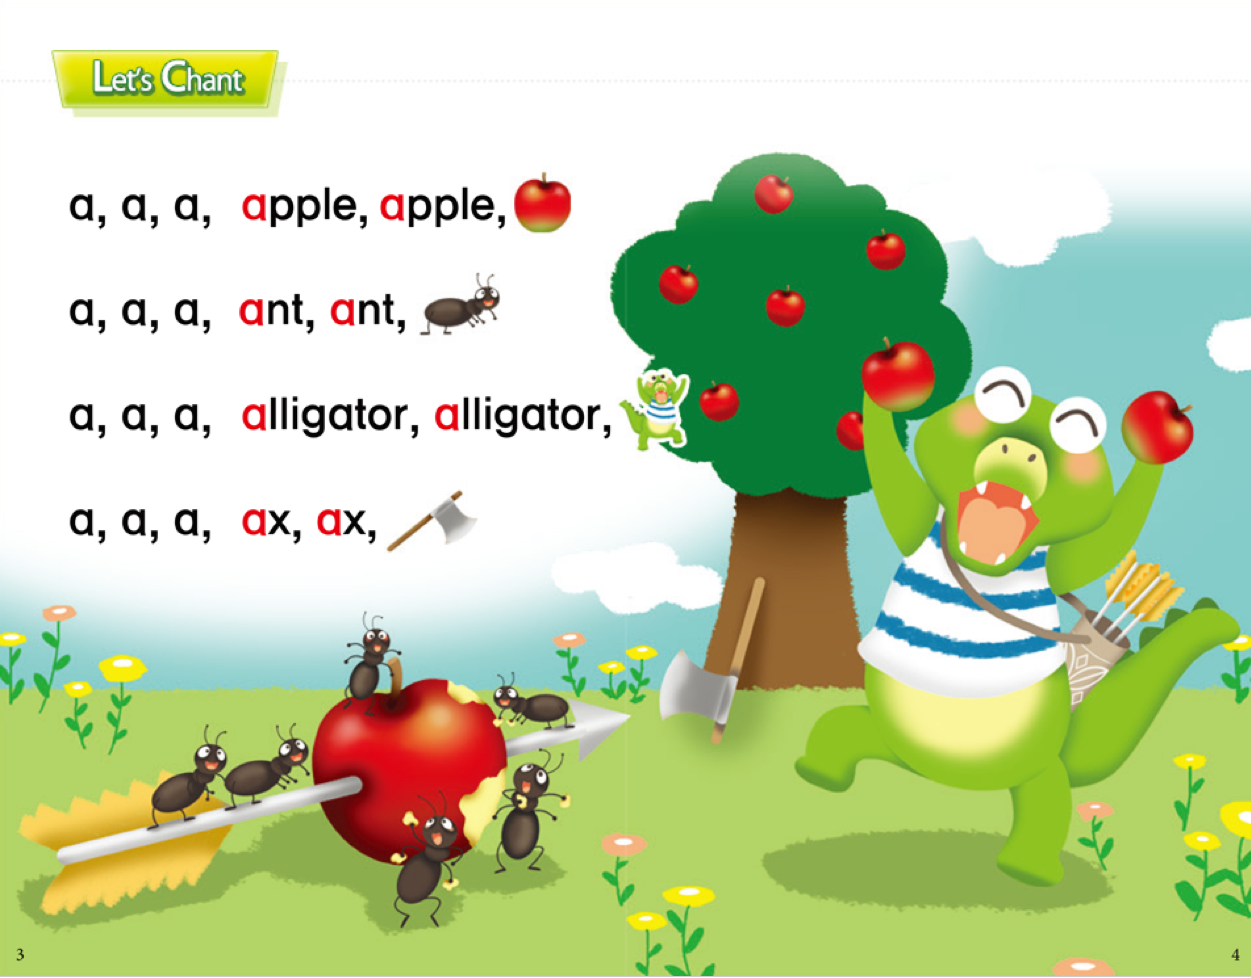 Let's Chant
a, a, a, apple, apple,
a, a, a, ant, ant,
a, a, a, alligator, alligator,
a, a, a, ax, ax,
3
4